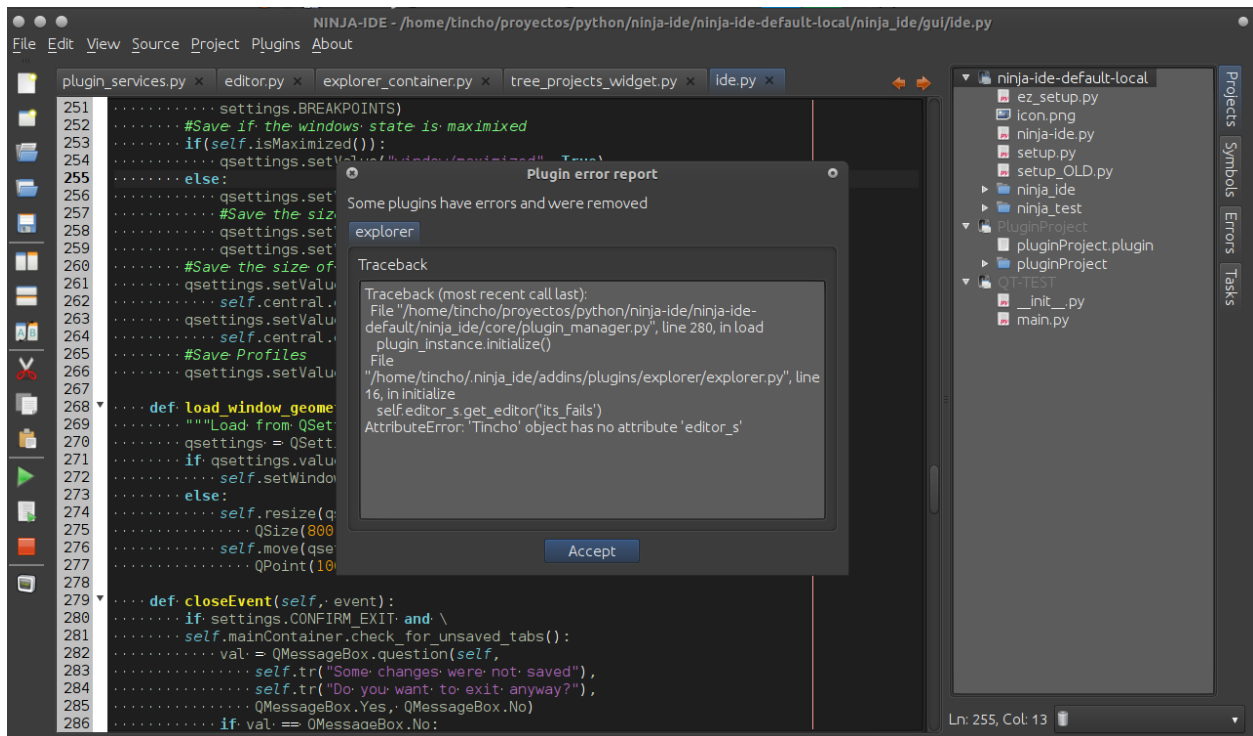 NINJA-IDE - /home/tincho/proyectos/python/ninja-ide/ninja-ide-default-local/ninja_ide/gui/ide.py
File Edit View Source Project Plugins About
plugin_services.py × editor.py × explorer_container.py × tree_projects_widget.py × ide.py ×
251 settings.BREAKPOINTS)
252 #Save if the windows state is maximixed
253 if(self.isMaximized()):
254 qsettings.setValue("window/maximized", True)
255 else:
256 qsettings.set
257 #Save the siz
258 qsettings.set
259 qsettings.set
260 #Save the size of
261 qsettings.setValu
262 self.central.
263 qsettings.setValu
264 self.central.
265 #Save Profiles
266 qsettings.setValu
267
268 def load_window_geome
269 """Load from QSet
270 qsettings = QSett
271 if qsettings.valu
272 self.setWindow
273 else:
274 self.resize(q
275 QSize(800
276 self.move(qse
277 QPoint(10
278
279 def closeEvent(self, event):
280 if settings.CONFIRM_EXIT and \
281 self.mainContainer.check_for_unsaved_tabs():
282 val = QMessageBox.question(self,
283 self.tr("Some changes were not saved"),
284 self.tr("Do you want to exit anyway?"),
285 QMessageBox.Yes, QMessageBox.No)
286 if val == QMessageBox.No:
Plugin error report
Some plugins have errors and were removed
explorer
Traceback
Traceback (most recent call last):
File "/home/tincho/proyectos/python/ninja-ide/ninja-ide-
default/ninja_ide/core/plugin_manager.py", line 280, in load
plugin_instance.initialize()
File
"/home/tincho/.ninja_ide/addins/plugins/explorer/explorer.py", line
16, in initialize
self.editor_s.get_editor('its_fails')
AttributeError: 'Tincho' object has no attribute 'editor_s'
Accept
ninja-ide-default-local
ez_setup.py
icon.png
ninja-ide.py
setup.py
setup_OLD.py
ninja_ide
ninja_test
PluginProject
pluginProject.plugin
pluginProject
QT-TEST
__init__.py
main.py
Projects
Symbols
Errors
Tasks
Ln: 255, Col: 13